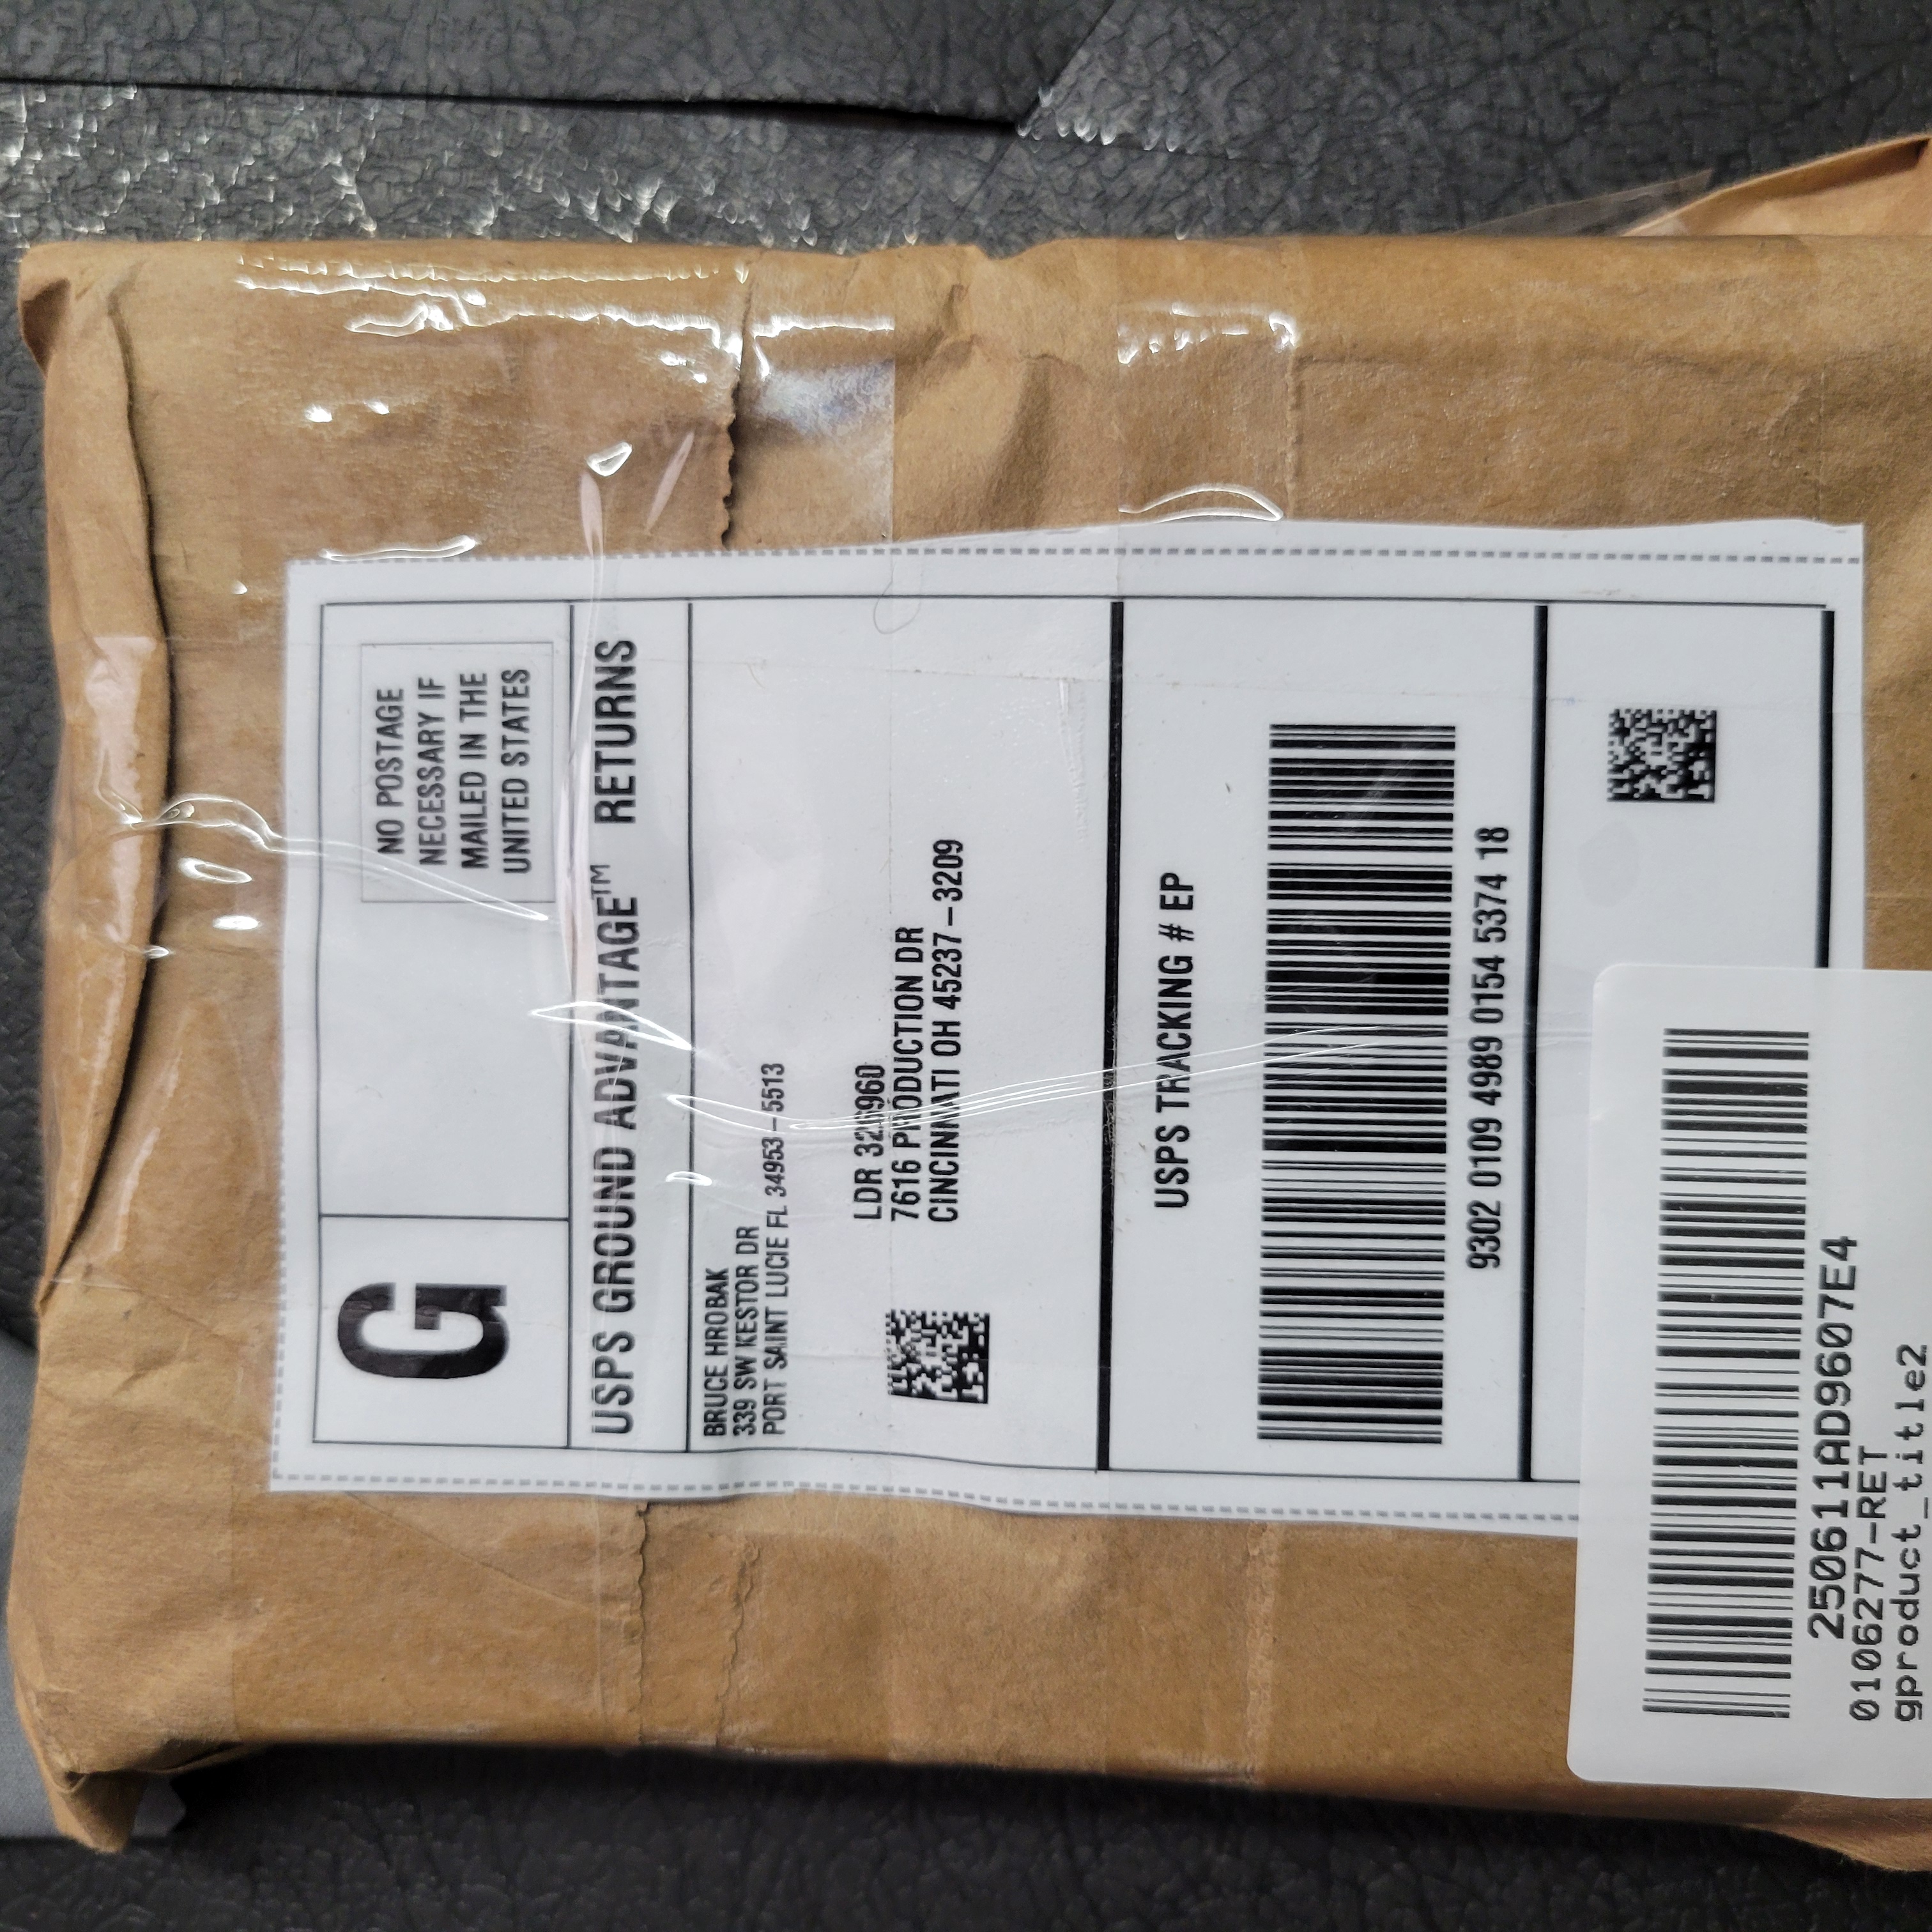 G
NO POSTAGE
NECESSARY IF
MAILED IN THE
UNITED STATES
USPS GROUND ADVANTAGE™ RETURNS
BRUCE HROBAK
339 SW KESTOR DR
PORT SAINT LUCIE FL 34953-5513
LDR
7616 PRODUCTION DR
CINCINNATI OH 45237-3209
USPS TRACKING # EP
9302 0109 4989 0154 5374 18
250611AD9607E4
0106277-RET
gproduct_title2